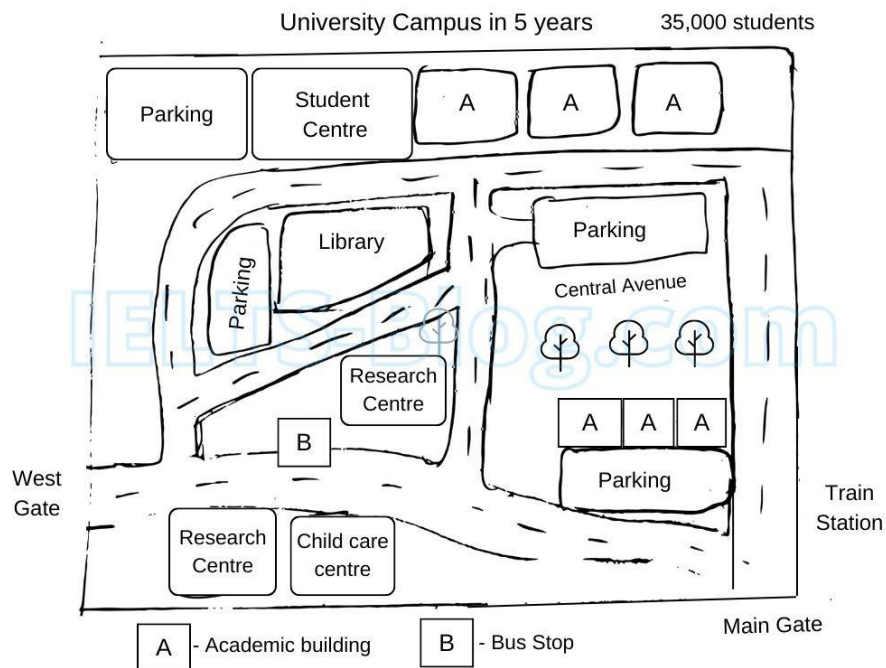 University Campus in 5 years
35,000 students
Parking
Student
Centre
A
A
A
Parking
Library
Parking
Central Avenue
IELTS-Blog.com
Research
Centre
A
A
A
B
Parking
West
Gate
Train
Station
Research
Centre
Child care
centre
Main Gate
A - Academic building
B - Bus Stop